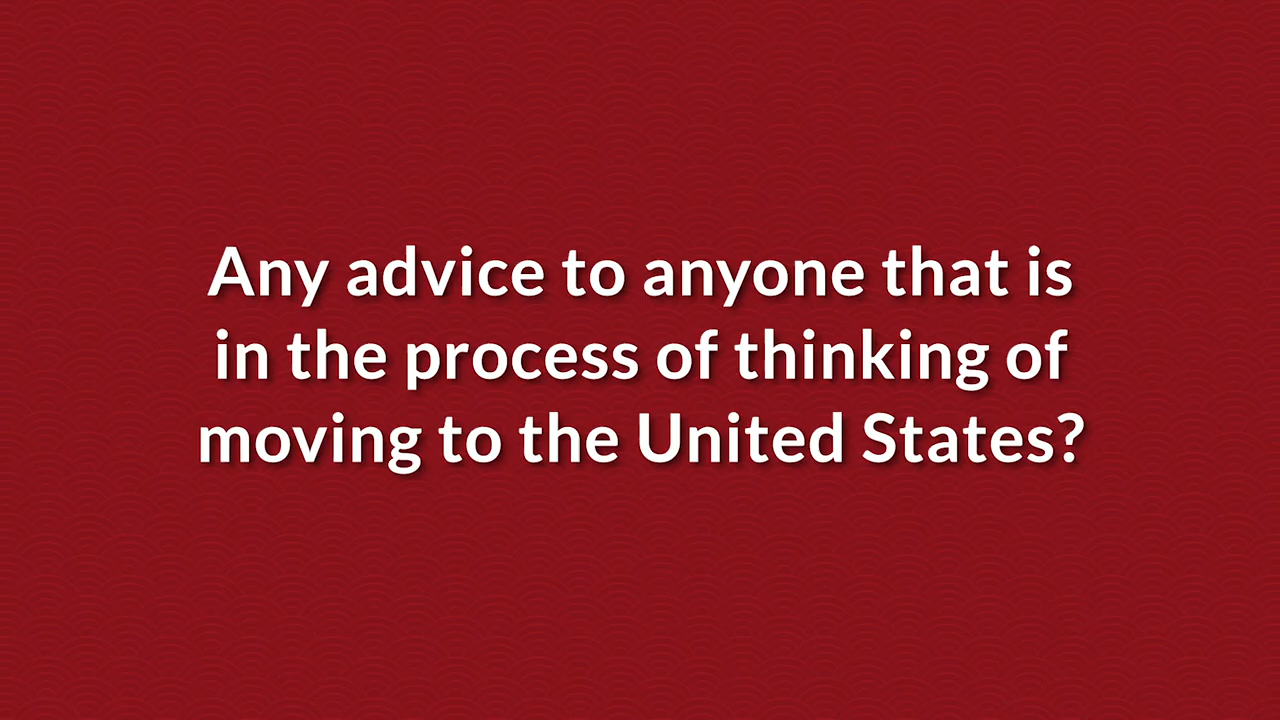 Any advice to anyone that is
in the process of thinking of
moving to the United States?